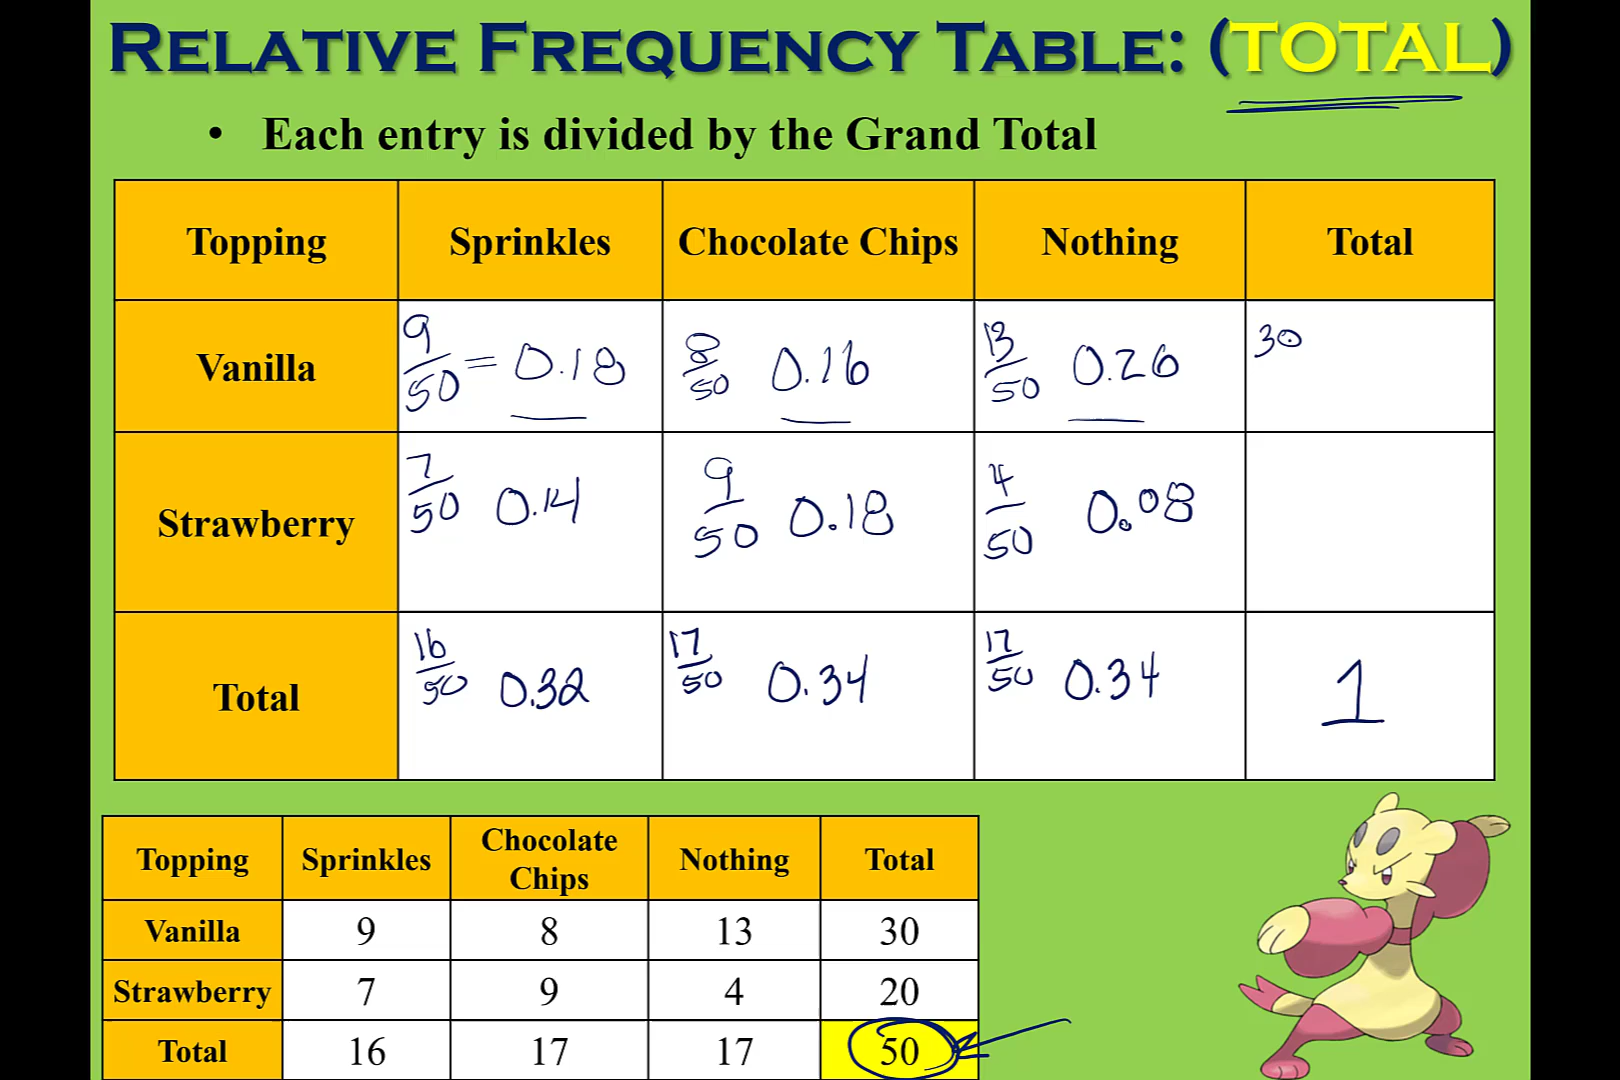 RELATIVE FREQUENCY TABLE: (TOTAL)
• Each entry is divided by the Grand Total
Topping Sprinkles Chocolate Chips Nothing Total
Vanilla 9/50 = 0.18 8/50 0.16 13/50 0.26 30
Strawberry 7/50 0.14 9/50 0.18 4/50 0.08
Total 16/50 0.32 17/50 0.34 17/50 0.34 1
Topping Sprinkles Chocolate Chips Nothing Total
Vanilla 9 8 13 30
Strawberry 7 9 4 20
Total 16 17 17 50